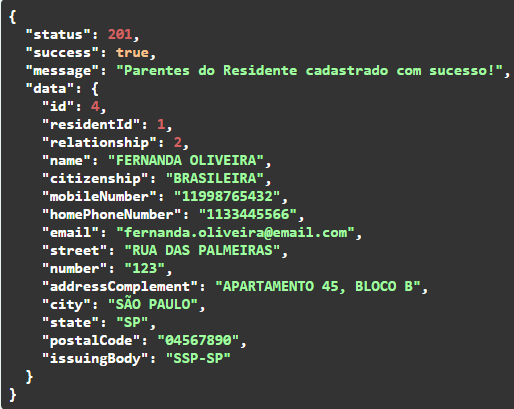 {
  "status": 201,
  "success": true,
  "message": "Parentes do Residente cadastrado com sucesso!",
  "data": {
    "id": 4,
    "residentId": 1,
    "relationship": 2,
    "name": "FERNANDA OLIVEIRA",
    "citizenship": "BRASILEIRA",
    "mobileNumber": "11998765432",
    "homePhoneNumber": "1133445566",
    "email": "fernanda.oliveira@email.com",
    "street": "RUA DAS PALMEIRAS",
    "number": "123",
    "addressComplement": "APARTAMENTO 45, BLOCO B",
    "city": "SÃO PAULO",
    "state": "SP",
    "postalCode": "04567890",
    "issuingBody": "SSP-SP"
  }
}